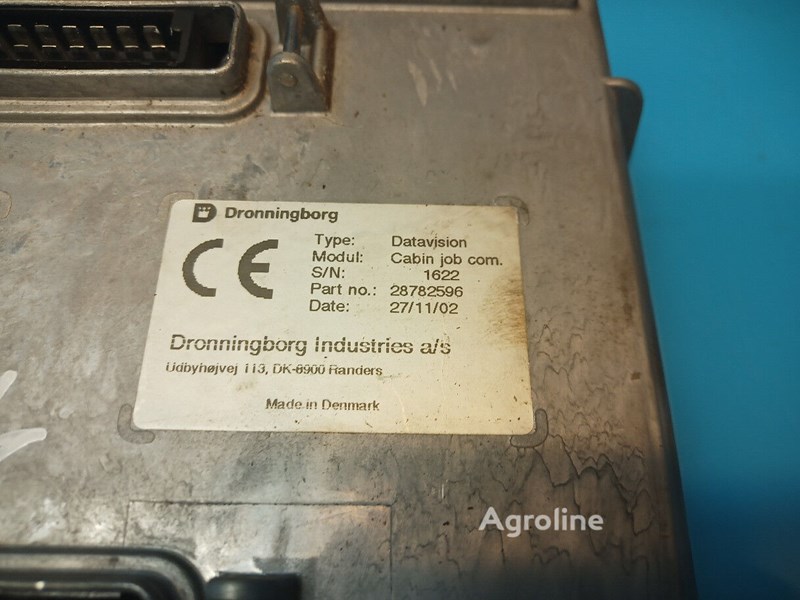 Dronningborg
CE
Type: Datavision
Modul: Cabin job com.
S/N: 1622
Part no.: 28782596
Date: 27/11/02
Dronningborg Industries a/s
Udbyhøjvej 113, DK-8900 Randers
Made in Denmark
Agroline